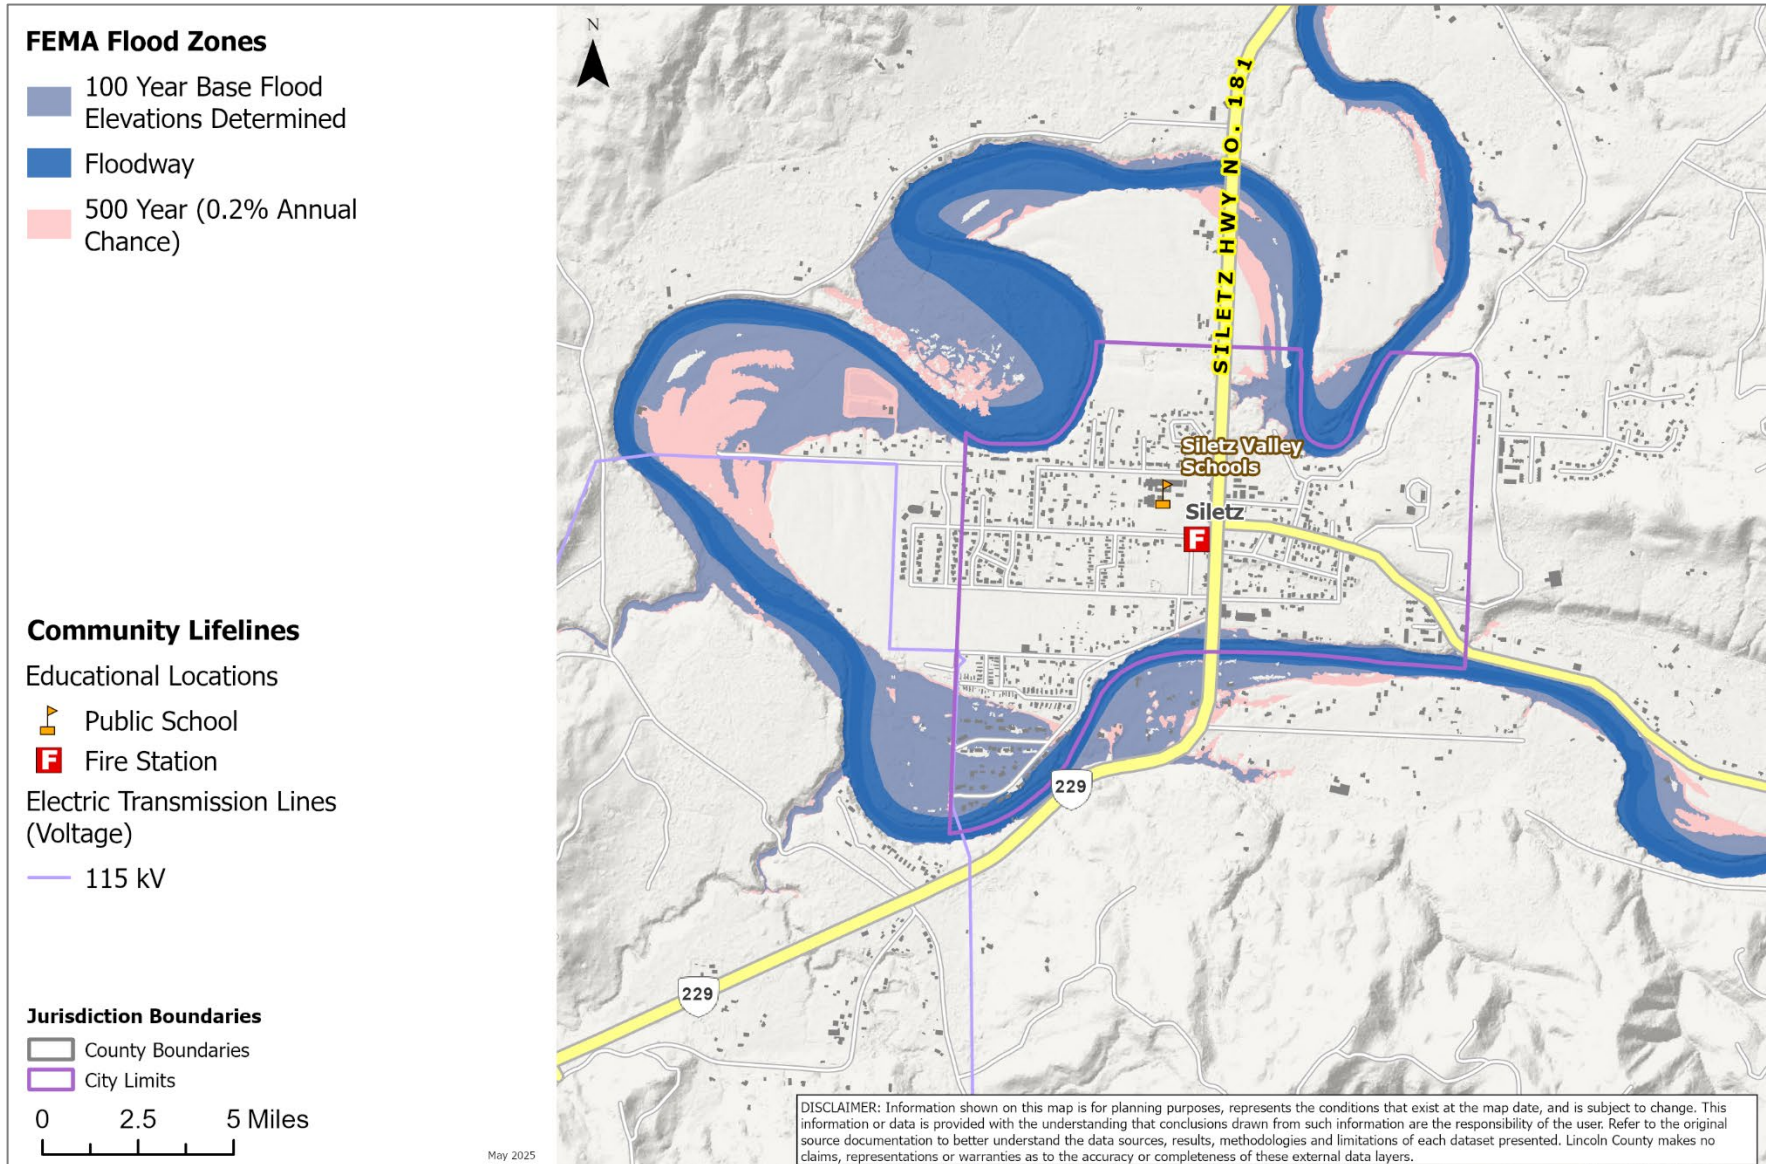 FEMA Flood Zones
100 Year Base Flood
Elevations Determined
Floodway
500 Year (0.2% Annual
Chance)
Community Lifelines
Educational Locations
Public School
F Fire Station
Electric Transmission Lines
(Voltage)
115 kV
Jurisdiction Boundaries
County Boundaries
City Limits
0 2.5 5 Miles
May 2025
N
SILETZ HWY NO. 181
Siletz Valley
Schools
Siletz
F
229
229
DISCLAIMER: Information shown on this map is for planning purposes, represents the conditions that exist at the map date, and is subject to change. This
information or data is provided with the understanding that conclusions drawn from such information are the responsibility of the user. Refer to the original
source documentation to better understand the data sources, results, methodologies and limitations of each dataset presented. Lincoln County makes no
claims, representations or warranties as to the accuracy or completeness of these external data layers.